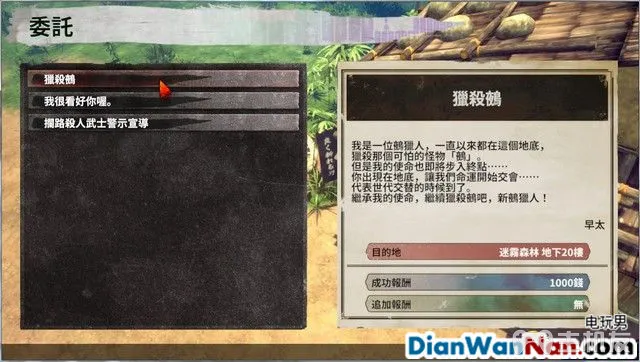 委託
獵殺鵺
我很看好你喔。
攔路殺人武士警示宣導
獵殺鵺
我是一位鵺獵人，一直以來都在這個地底，
獵殺那個可怕的怪物「鵺」。
但是我的使命也即將步入終點⋯⋯
你出現在地底，讓我們命運開始交會⋯⋯
代表世代交替的時候到了。
繼承我的使命，繼續獵殺鵺吧，新鵺獵人！
早太
目的地 迷霧森林 地下20樓
成功報酬 1000錢
追加報酬 無
电玩男
DianWanNan.com